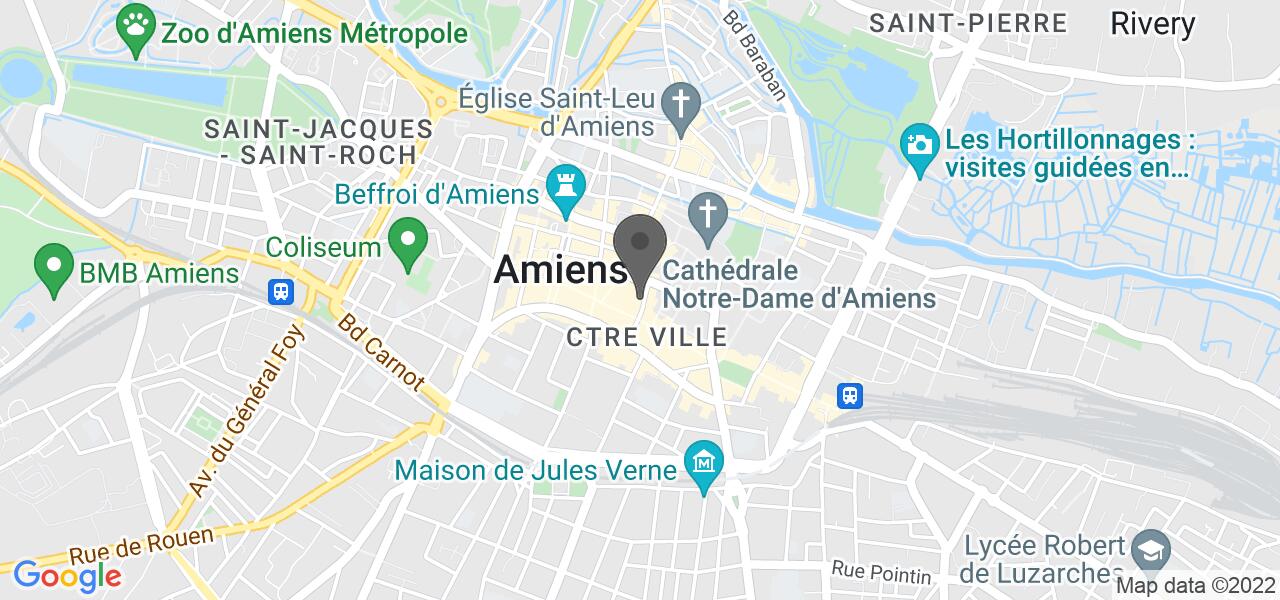 SAINT-PIERRE
Rivery
Zoo d'Amiens Métropole
Bd Baraban
Église Saint-Leu
d'Amiens
SAINT-JACQUES
- SAINT-ROCH
Les Hortillonnages :
visites guidées en...
Beffroi d'Amiens
Coliseum
BMB Amiens
Amiens
Cathédrale
Notre-Dame d'Amiens
CTRE VILLE
Bd Carnot
Av. du Général Foy
Maison de Jules Verne
Rue de Rouen
Lycée Robert
de Luzarches
Rue Pointin
Google
Map data ©2022